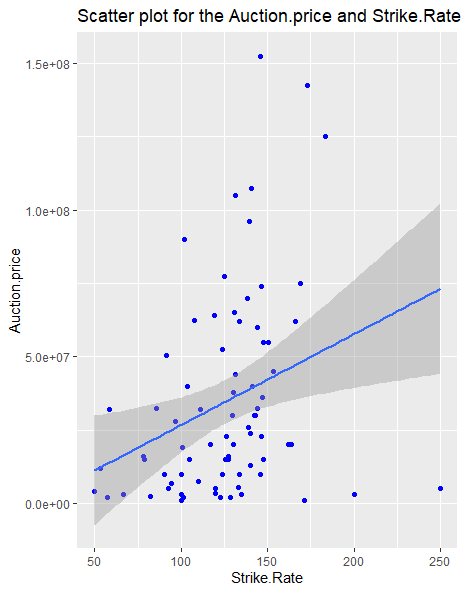 Scatter plot for the Auction.price and Strike.Rate
1.5e+08
1.0e+08
5.0e+07
0.0e+00
Auction.price
50 100 150 200 250
Strike.Rate